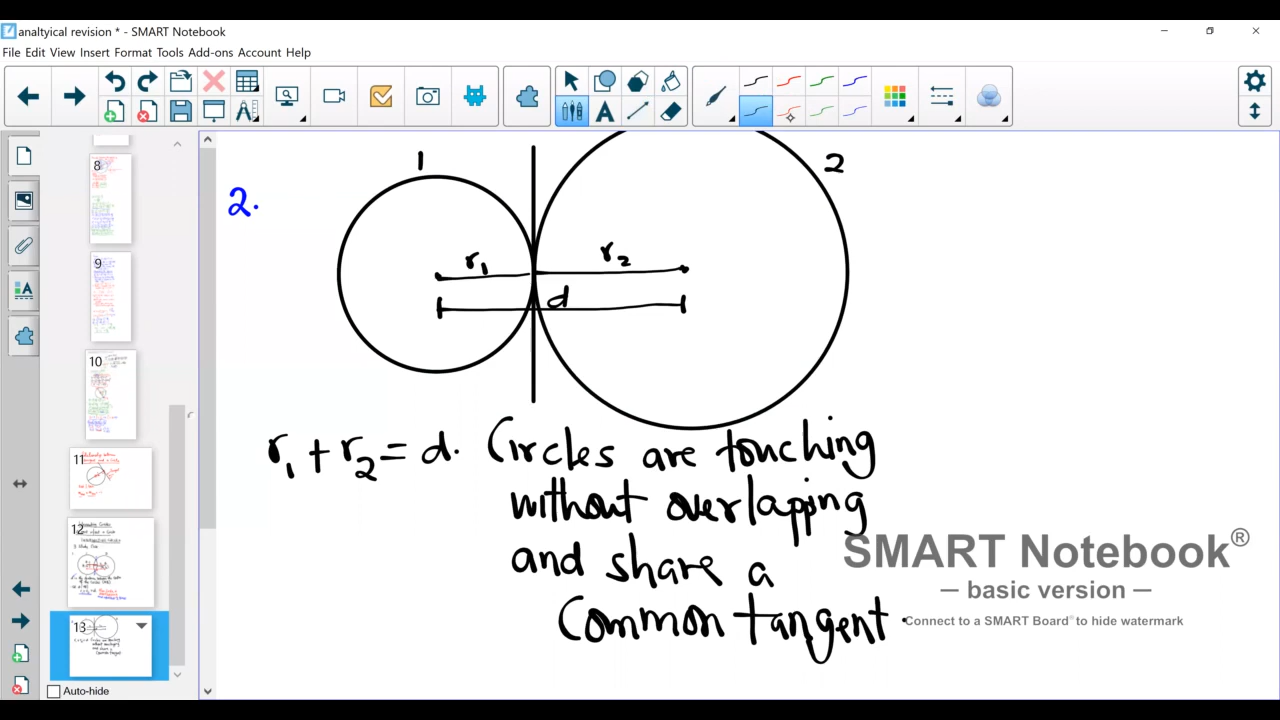 analtyical revision * - SMART Notebook
File Edit View Insert Format Tools Add-ons Account Help
8
9
10
11
12
13
Auto-hide
1
2
2.
r₁ r₂
d
r₁ + r₂ = d. Circles are touching
without overlapping
and share a
common tangent.
SMART Notebook®
— basic version —
Connect to a SMART Board® to hide watermark